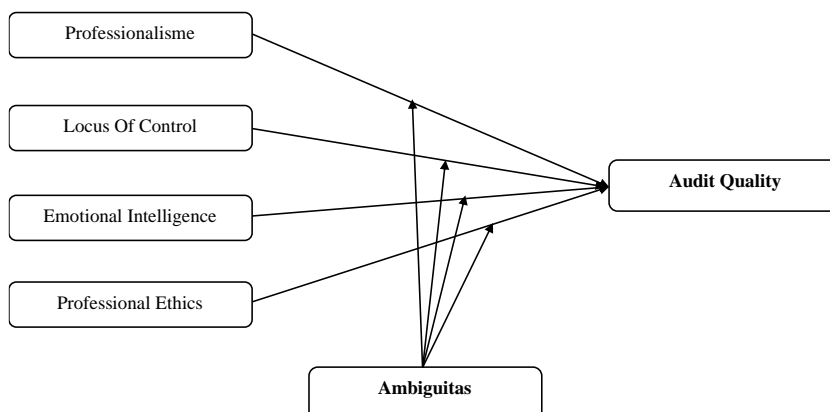 Professionalisme
Locus Of Control
Audit Quality
Emotional Intelligence
Professional Ethics
Ambiguitas